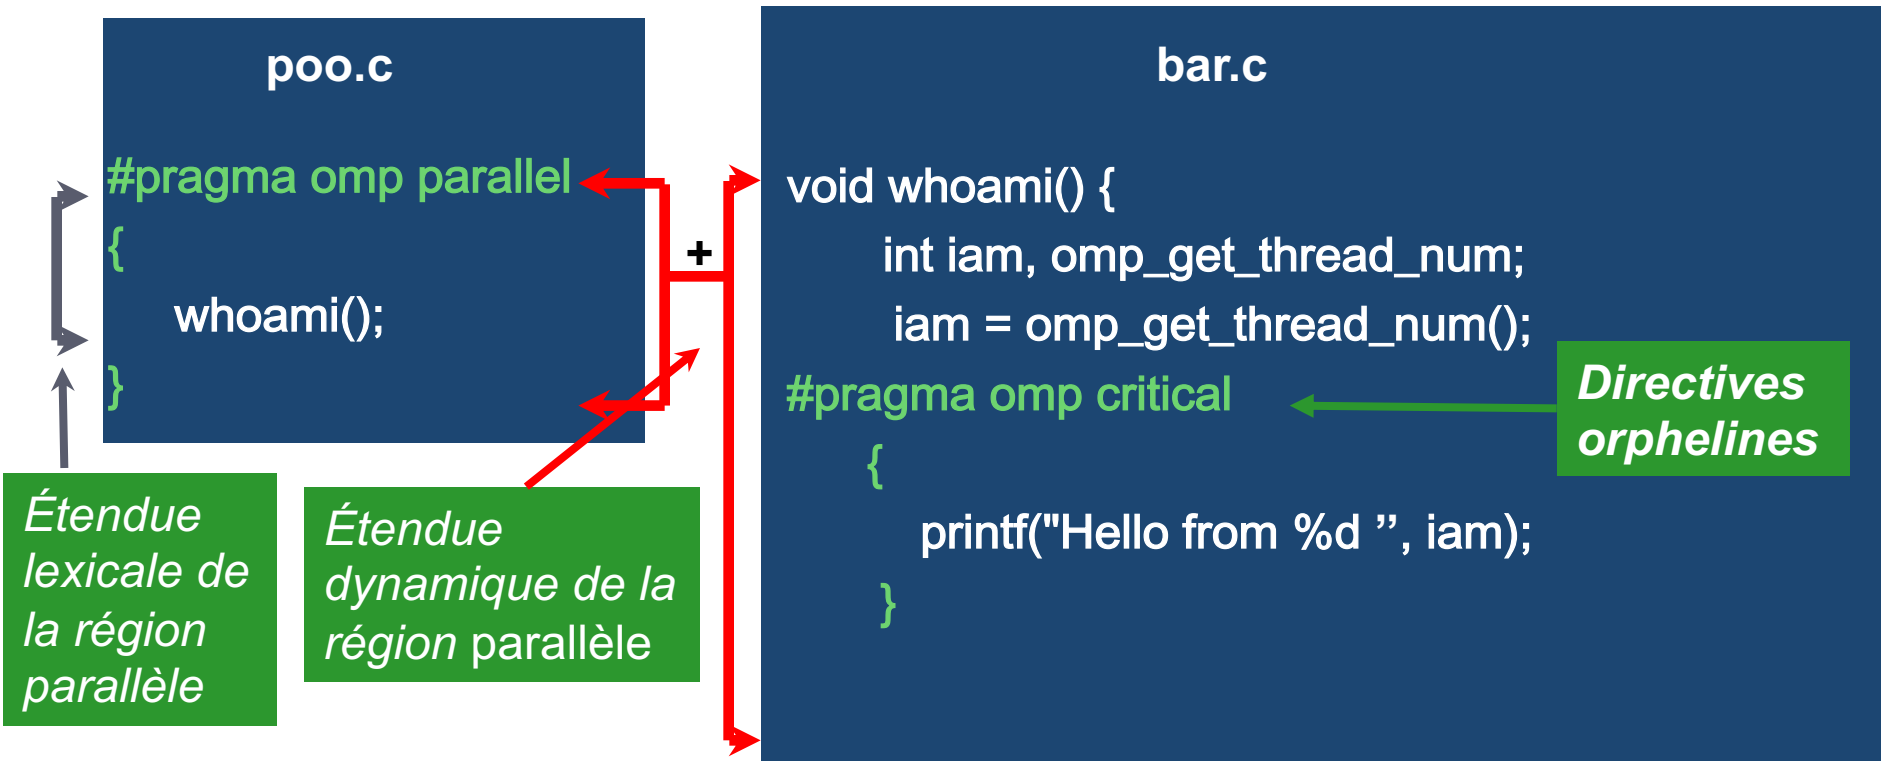 poo.c
#pragma omp parallel
{
whoami();
}
+
bar.c
void whoami() {
int iam, omp_get_thread_num;
iam = omp_get_thread_num();
#pragma omp critical
{
printf("Hello from %d ’’, iam);
}
Directives
orphelines
Étendue
lexicale de
la région
parallèle
Étendue
dynamique de la
région parallèle